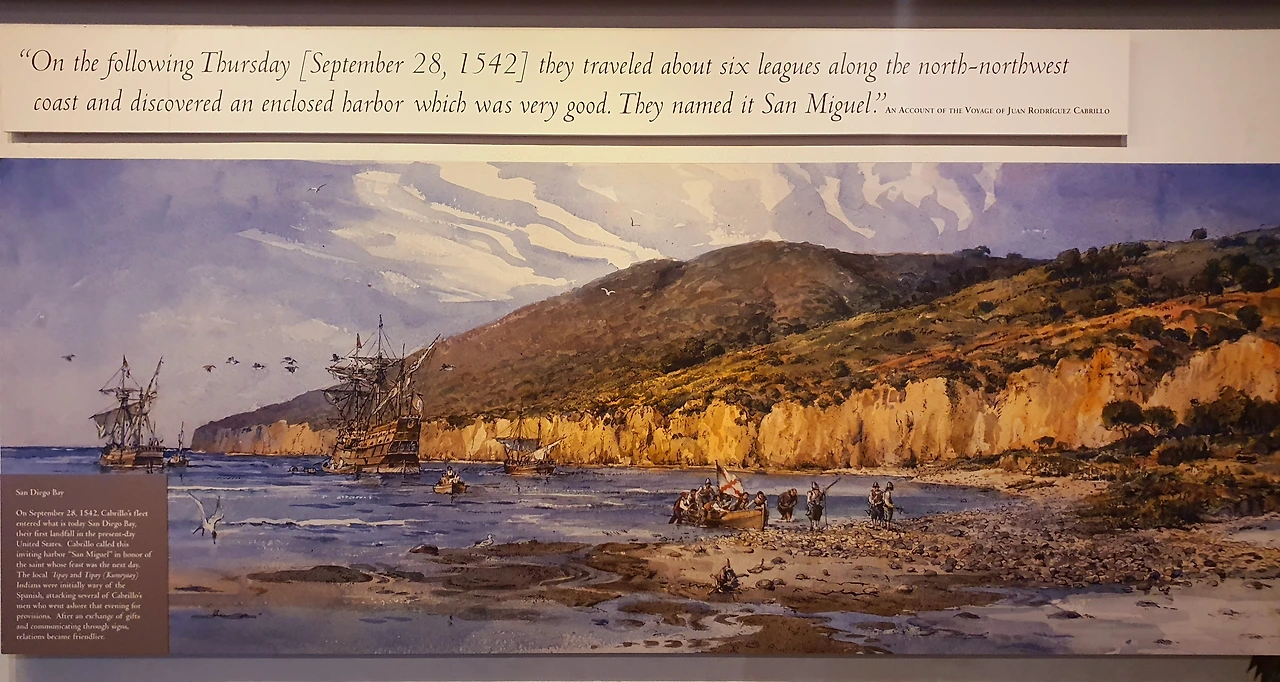 “On the following Thursday [September 28, 1542] they traveled about six leagues along the north-northwest
coast and discovered an enclosed harbor which was very good. They named it San Miguel.” An Account of the Voyage of Juan Rodríguez Cabrillo
San Diego Bay
On September 28, 1542, Cabrillo's fleet
entered what is today San Diego Bay,
their first landfall in the present-day
United States. Cabrillo called this
inviting harbor "San Miguel" in honor of
the saint whose feast was the next day.
The local Ipay and Tipay (Kumeyaay)
Indians were initially wary of the
Spanish, attacking several of Cabrillo's
men who went ashore that evening for
provisions. After an exchange of gifts
and communicating through signs,
relations became friendlier.